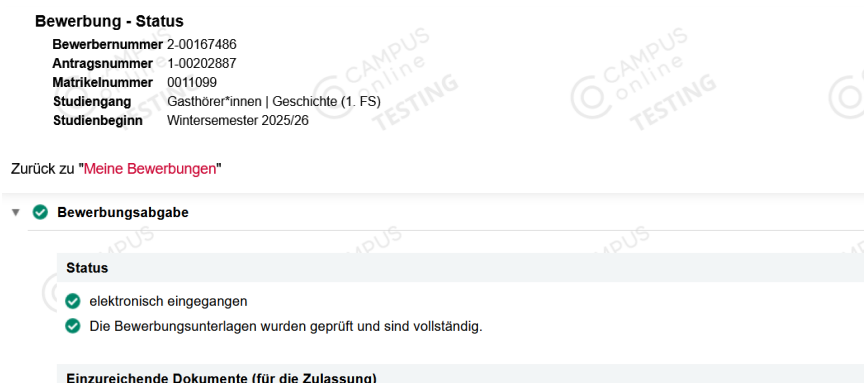 Bewerbung - Status
Bewerbernummer 2-00167486
Antragsnummer 1-00202887
Matrikelnummer 0011099
Studiengang Gasthörer*innen | Geschichte (1. FS)
Studienbeginn Wintersemester 2025/26
CAMPUS online TESTING
CAMPUS online TESTING
Zurück zu "Meine Bewerbungen"
Bewerbungsabgabe
Status
elektronisch eingegangen
Die Bewerbungsunterlagen wurden geprüft und sind vollständig.
Einzureichende Dokumente (für die Zulassung)